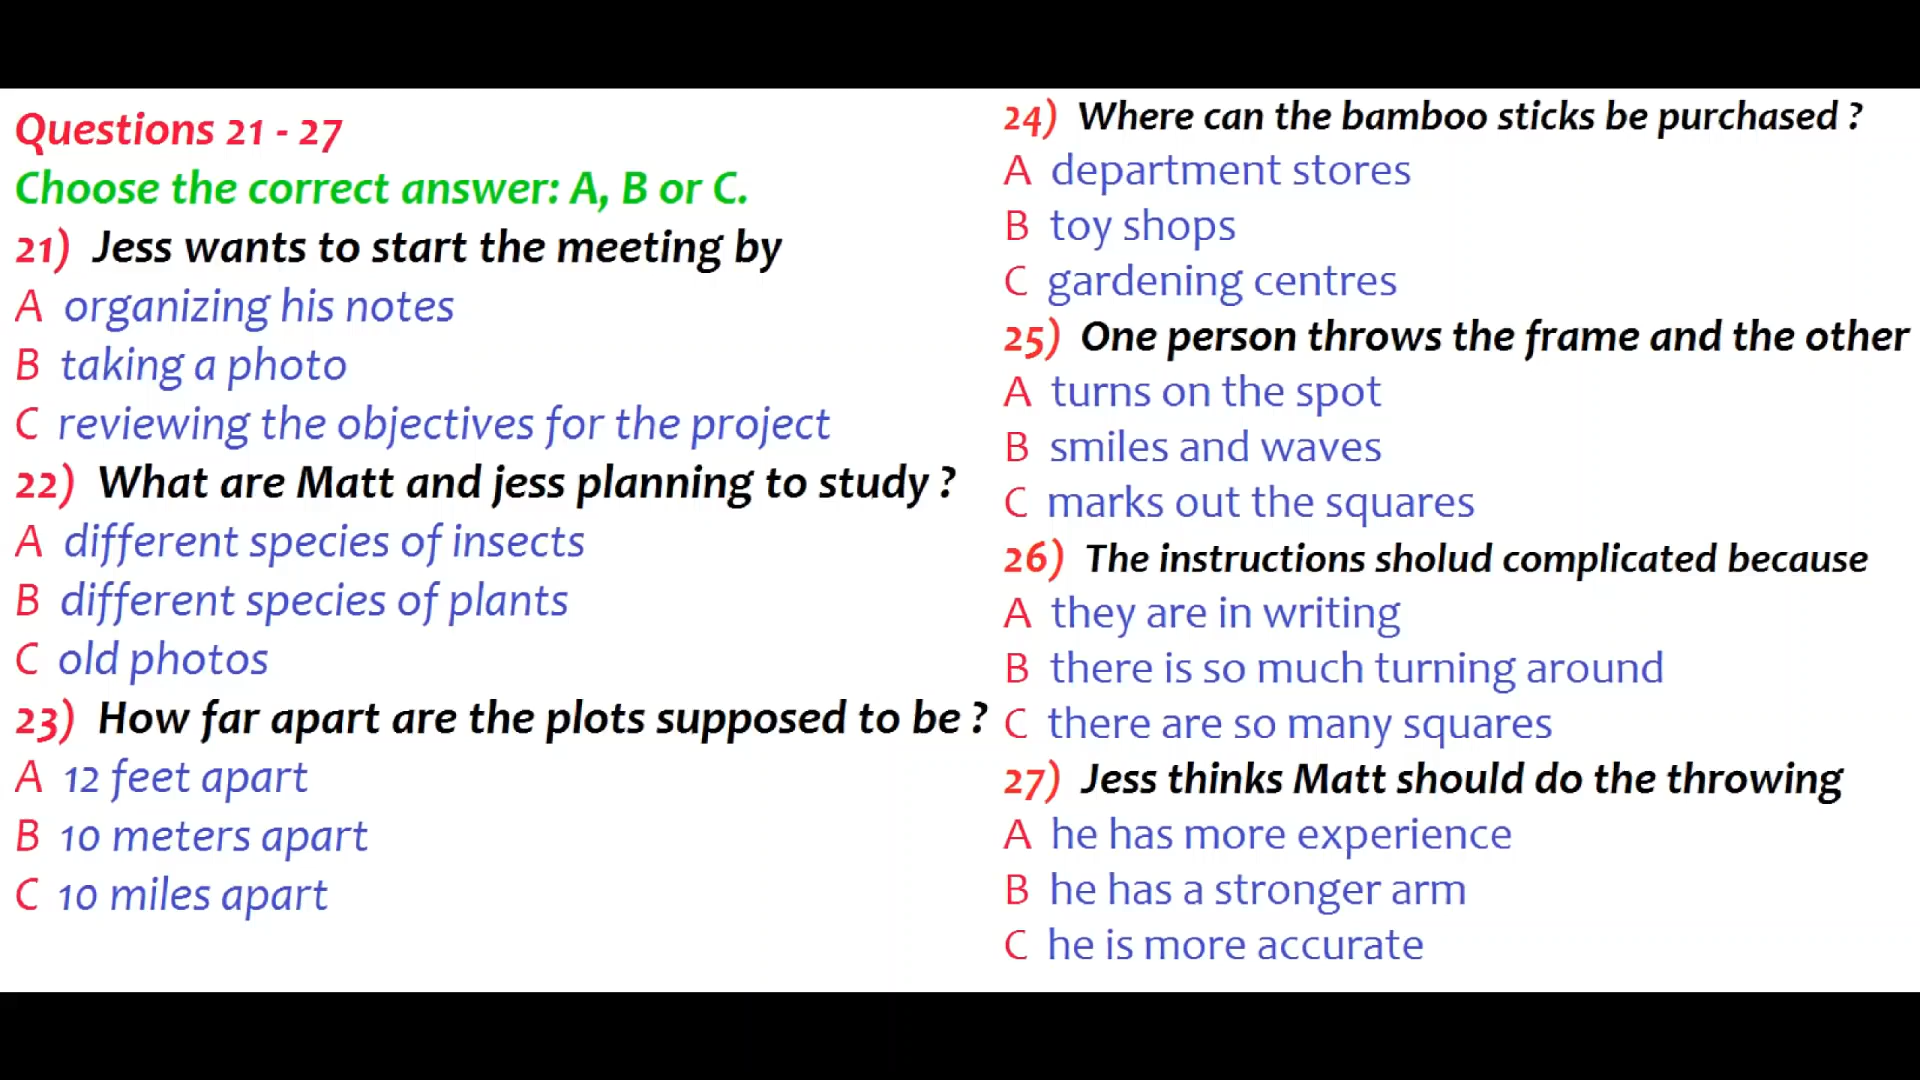 Questions 21 - 27
Choose the correct answer: A, B or C.
21) Jess wants to start the meeting by
A organizing his notes
B taking a photo
C reviewing the objectives for the project
22) What are Matt and jess planning to study ?
A different species of insects
B different species of plants
C old photos
23) How far apart are the plots supposed to be ?
A 12 feet apart
B 10 meters apart
C 10 miles apart
24) Where can the bamboo sticks be purchased ?
A department stores
B toy shops
C gardening centres
25) One person throws the frame and the other
A turns on the spot
B smiles and waves
C marks out the squares
26) The instructions sholud complicated because
A they are in writing
B there is so much turning around
C there are so many squares
27) Jess thinks Matt should do the throwing
A he has more experience
B he has a stronger arm
C he is more accurate